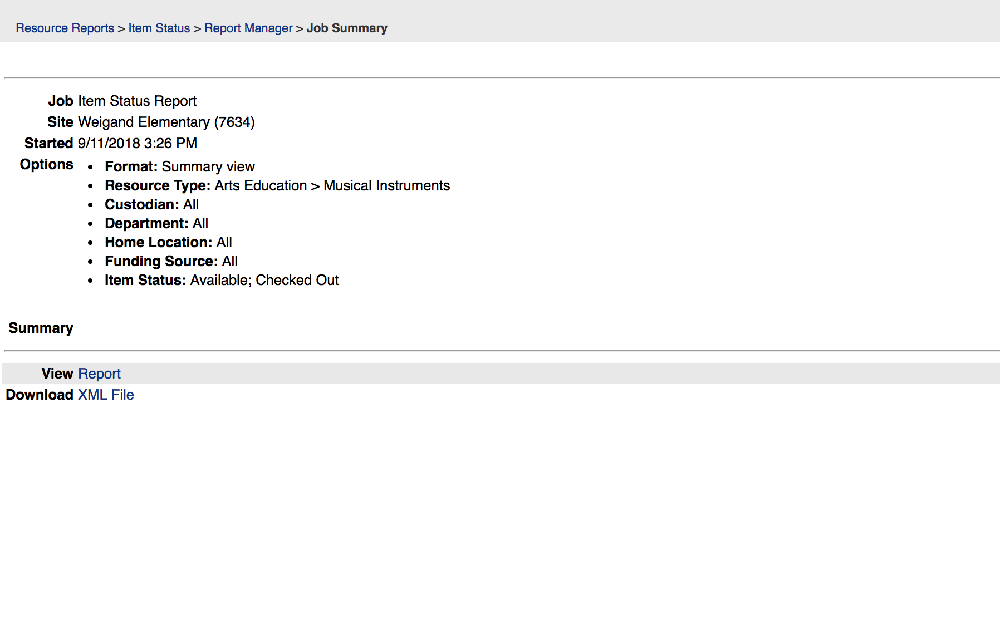 Resource Reports > Item Status > Report Manager > Job Summary
Job Item Status Report
Site Weigand Elementary (7634)
Started 9/11/2018 3:26 PM
Options • Format: Summary view
• Resource Type: Arts Education > Musical Instruments
• Custodian: All
• Department: All
• Home Location: All
• Funding Source: All
• Item Status: Available; Checked Out
Summary
View Report
Download XML File